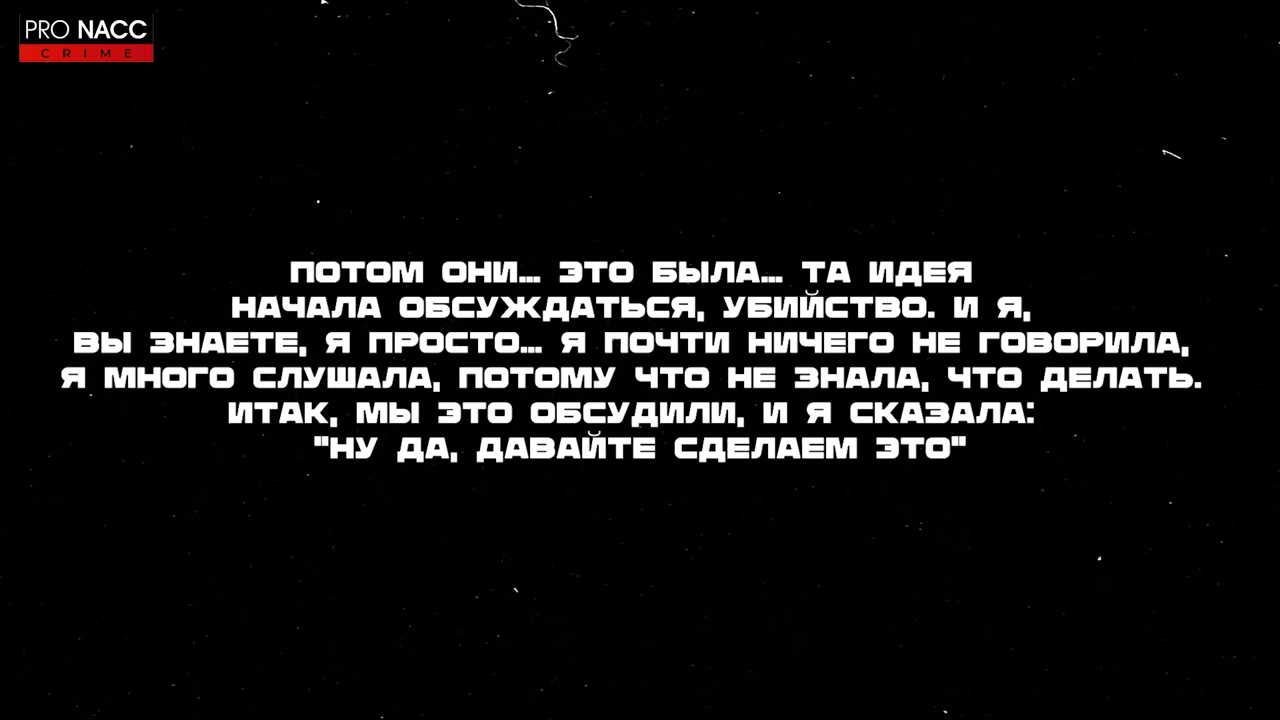 PRO NACC
CRIME
ПОТОМ ОНИ... ЭТО БЫЛА... ТА ИДЕЯ
НАЧАЛА ОБСУЖДАТЬСЯ, УБИЙСТВО. И Я,
ВЫ ЗНАЕТЕ, Я ПРОСТО... Я ПОЧТИ НИЧЕГО НЕ ГОВОРИЛА,
Я МНОГО СЛУШАЛА, ПОТОМУ ЧТО НЕ ЗНАЛА, ЧТО ДЕЛАТЬ.
ИТАК, МЫ ЭТО ОБСУДИЛИ, И Я СКАЗАЛА:
"НУ ДА, ДАВАЙТЕ СДЕЛАЕМ ЭТО"